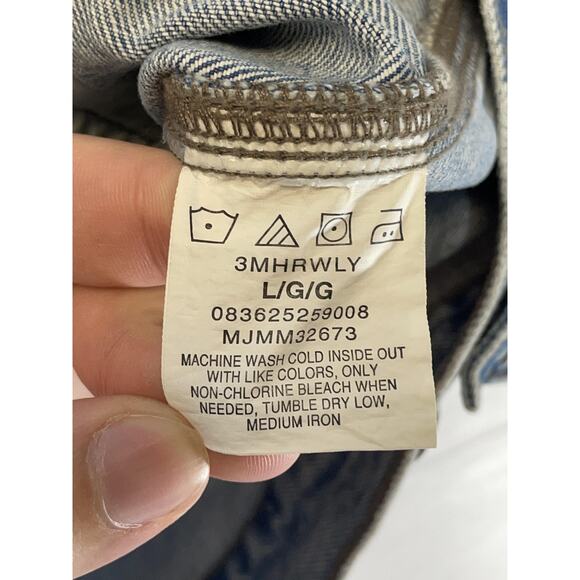 3MHRWLY
L/G/G
083625259008
MJMM32673
MACHINE WASH COLD INSIDE OUT
WITH LIKE COLORS, ONLY
NON-CHLORINE BLEACH WHEN
NEEDED, TUMBLE DRY LOW,
MEDIUM IRON